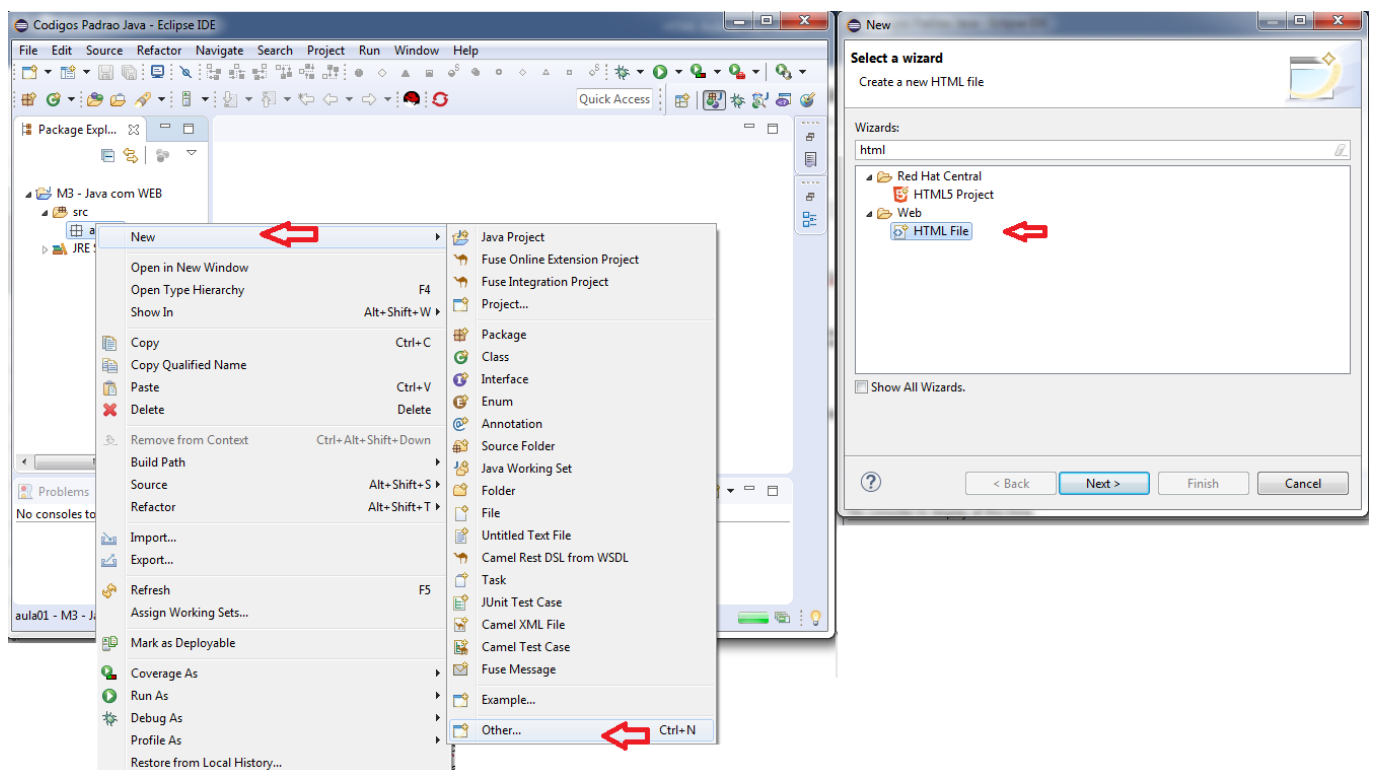 Codigos Padrao Java - Eclipse IDE
File Edit Source Refactor Navigate Search Project Run Window Help
Quick Access
Package Expl...
M3 - Java com WEB
src
a
JRE
Problems
No consoles to
aula01 - M3 -
New
Open in New Window
Open Type Hierarchy F4
Show In Alt+Shift+W
Copy Ctrl+C
Copy Qualified Name
Paste Ctrl+V
Delete Delete
Remove from Context Ctrl+Alt+Shift+Down
Build Path
Source Alt+Shift+S
Refactor Alt+Shift+T
Import...
Export...
Refresh F5
Assign Working Sets...
Mark as Deployable
Coverage As
Run As
Debug As
Profile As
Restore from Local History...
Java Project
Fuse Online Extension Project
Fuse Integration Project
Project...
Package
Class
Interface
Enum
Annotation
Source Folder
Java Working Set
Folder
File
Untitled Text File
Camel Rest DSL from WSDL
Task
JUnit Test Case
Camel XML File
Camel Test Case
Fuse Message
Example...
Other... Ctrl+N
New
Select a wizard
Create a new HTML file
Wizards:
html
Red Hat Central
HTML5 Project
Web
HTML File
Show All Wizards.
< Back Next > Finish Cancel